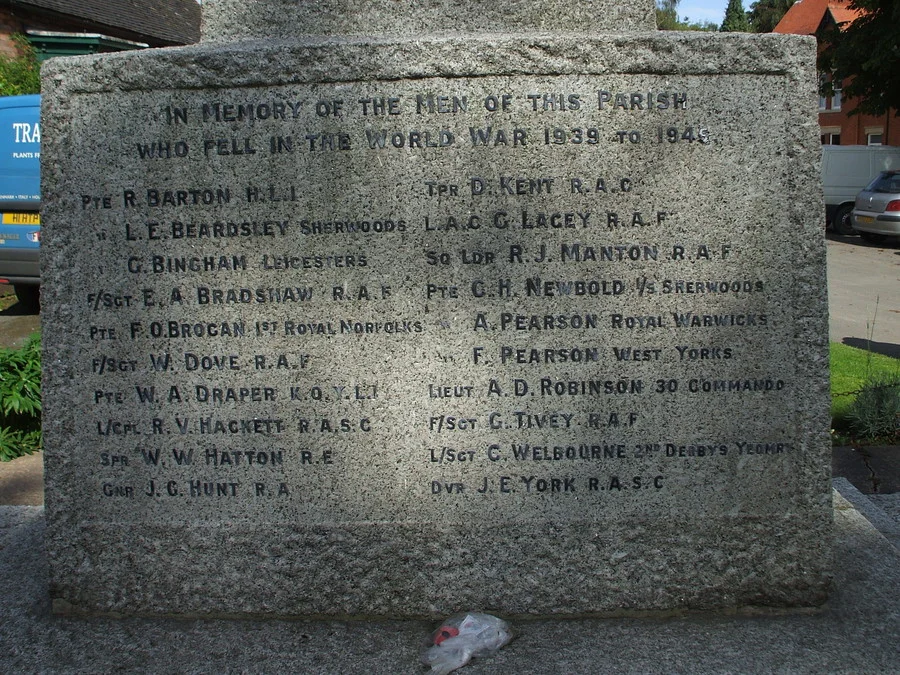 IN MEMORY OF THE MEN OF THIS PARISH
WHO FELL IN THE WORLD WAR 1939 TO 1945
PTE R. BARTON H.L.I
" L.E. BEARDSLEY SHERWOODS
" G. BINGHAM LEICESTERS
F/SGT E.A. BRADSHAW R.A.F
PTE F.O. BROGAN 1ST ROYAL NORFOLKS
F/SGT W. DOVE R.A.F
PTE W.A. DRAPER K.O.Y.L.I
L/CPL R.V. HACKETT R.A.S.C
SPR W.W. HATTON R.E
GNR J.G. HUNT R.A
TPR D. KENT R.A.C
L.A.C G. LACEY R.A.F
SQ LDR R.J. MANTON R.A.F
PTE G.H. NEWBOLD 1/5 SHERWOODS
" A. PEARSON ROYAL WARWICKS
" F. PEARSON WEST YORKS
LIEUT A.D. ROBINSON 30 COMMANDO
F/SGT G. TIVEY R.A.F
L/SGT C. WELBOURNE 2ND DERBYS YEOMRY
DVR J.E. YORK R.A.S.C
TRA
PLANTS